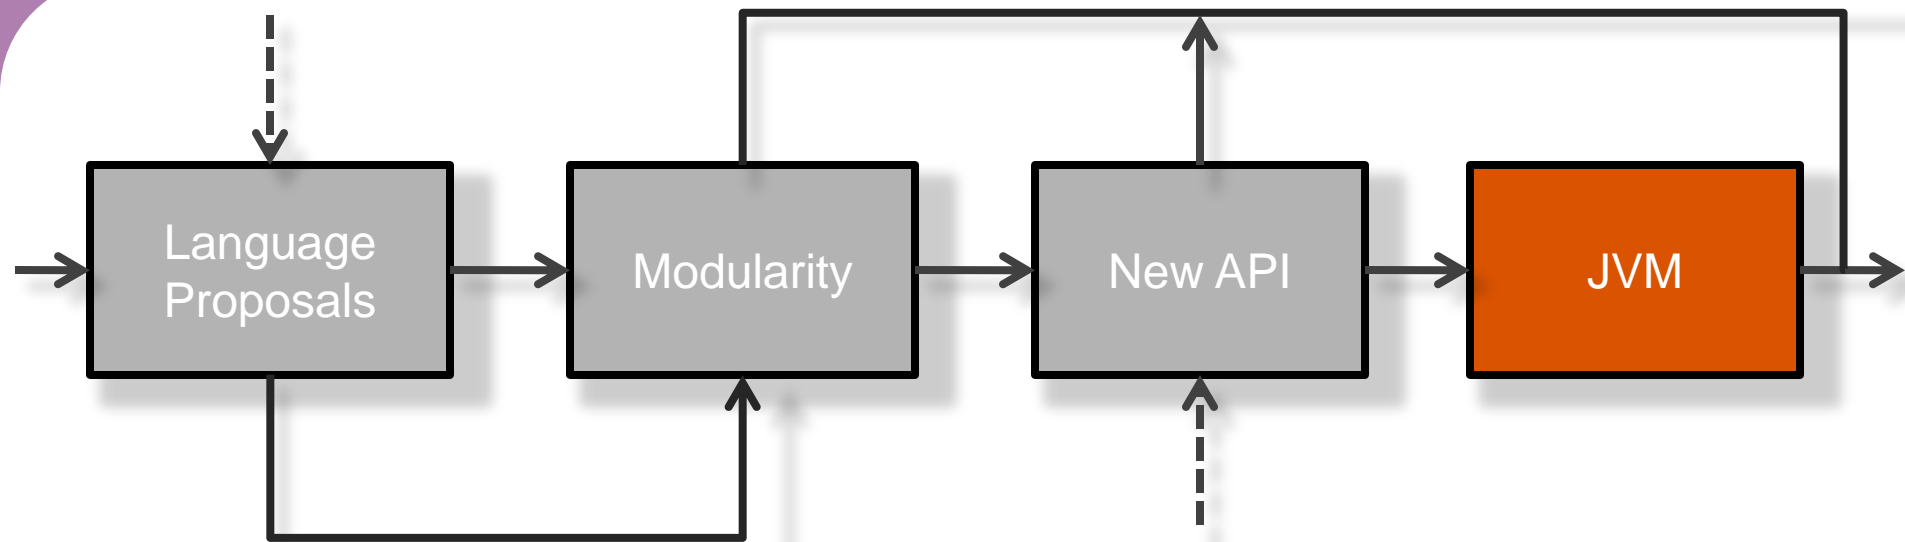 Language
Proposals
Modularity
New API
JVM